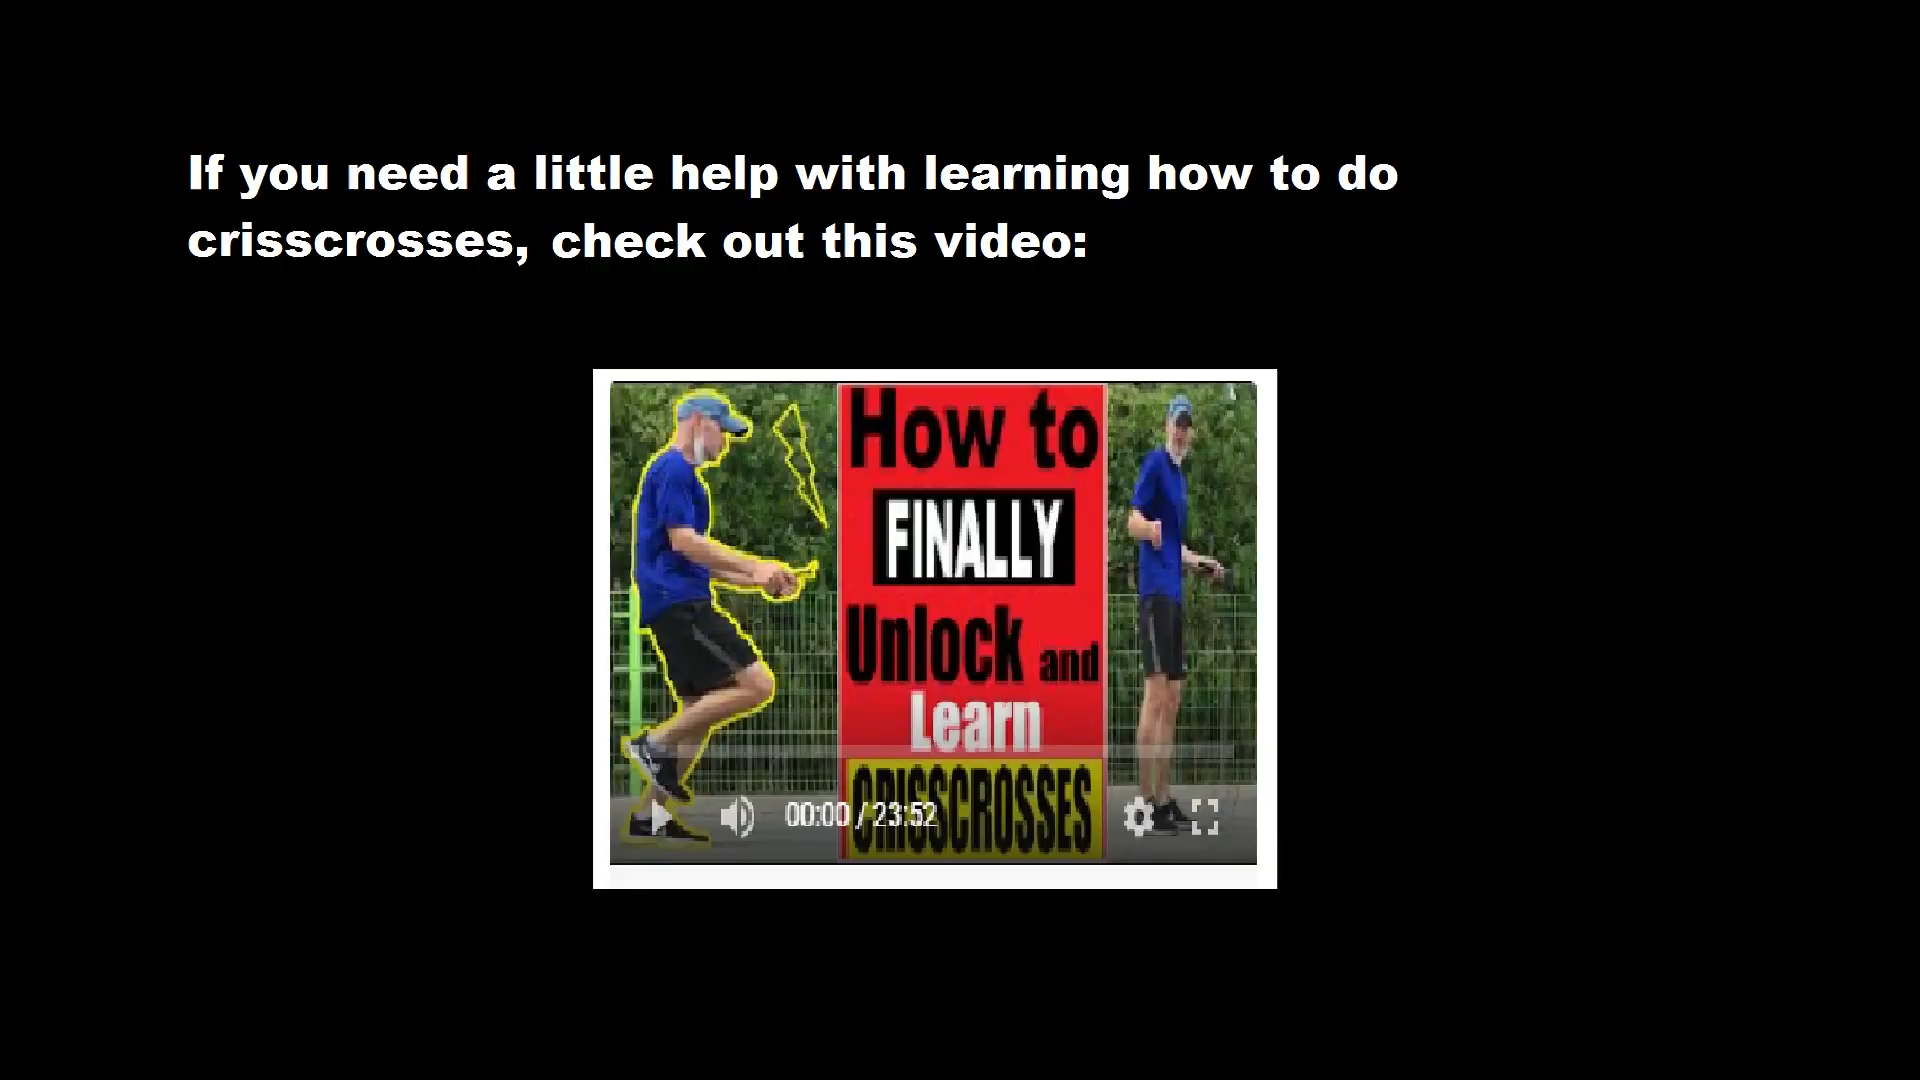 If you need a little help with learning how to do
crisscrosses, check out this video:
How to
FINALLY
Unlock and
Learn
CRISSCROSSES
00:00 / 23:52